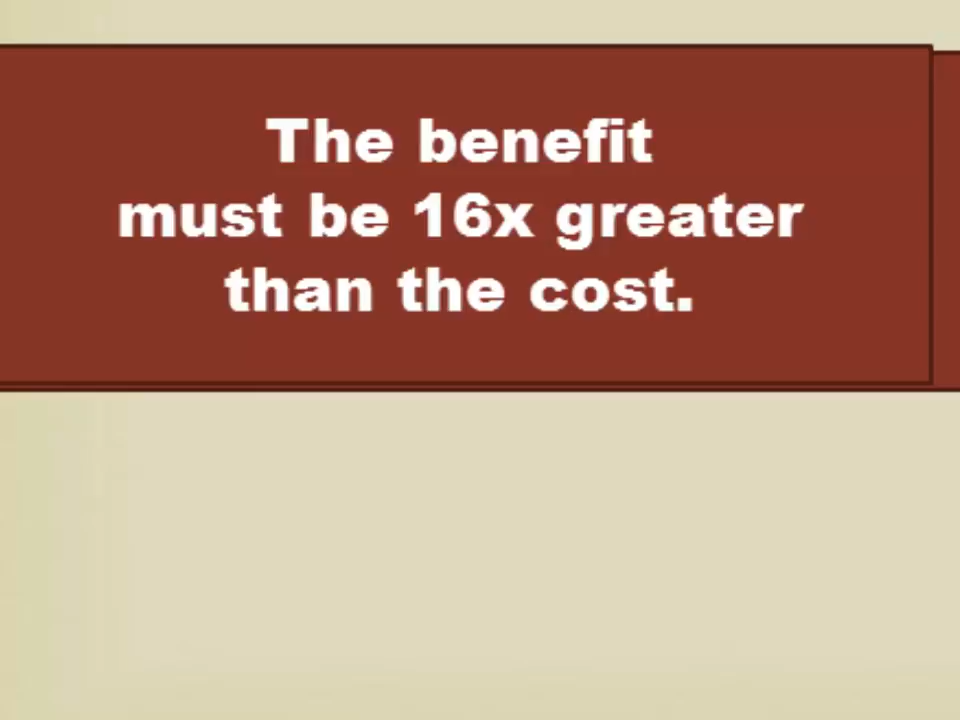 The benefit
must be 16x greater
than the cost.